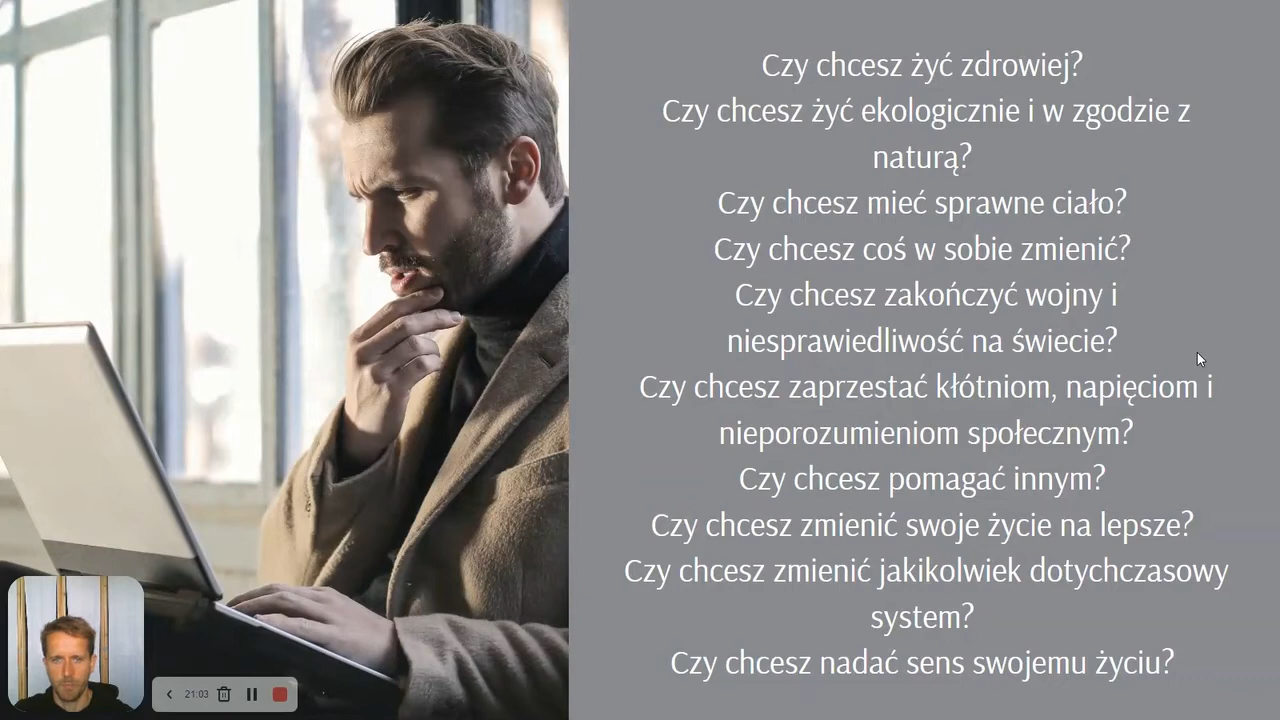 Czy chcesz żyć zdrowiej?
Czy chcesz żyć ekologicznie i w zgodzie z
naturą?
Czy chcesz mieć sprawne ciało?
Czy chcesz coś w sobie zmienić?
Czy chcesz zakończyć wojny i
niesprawiedliwość na świecie?
Czy chcesz zaprzestać kłótniom, napięciom i
nieporozumieniom społecznym?
Czy chcesz pomagać innym?
Czy chcesz zmienić swoje życie na lepsze?
Czy chcesz zmienić jakikolwiek dotychczasowy
system?
Czy chcesz nadać sens swojemu życiu?
21:03